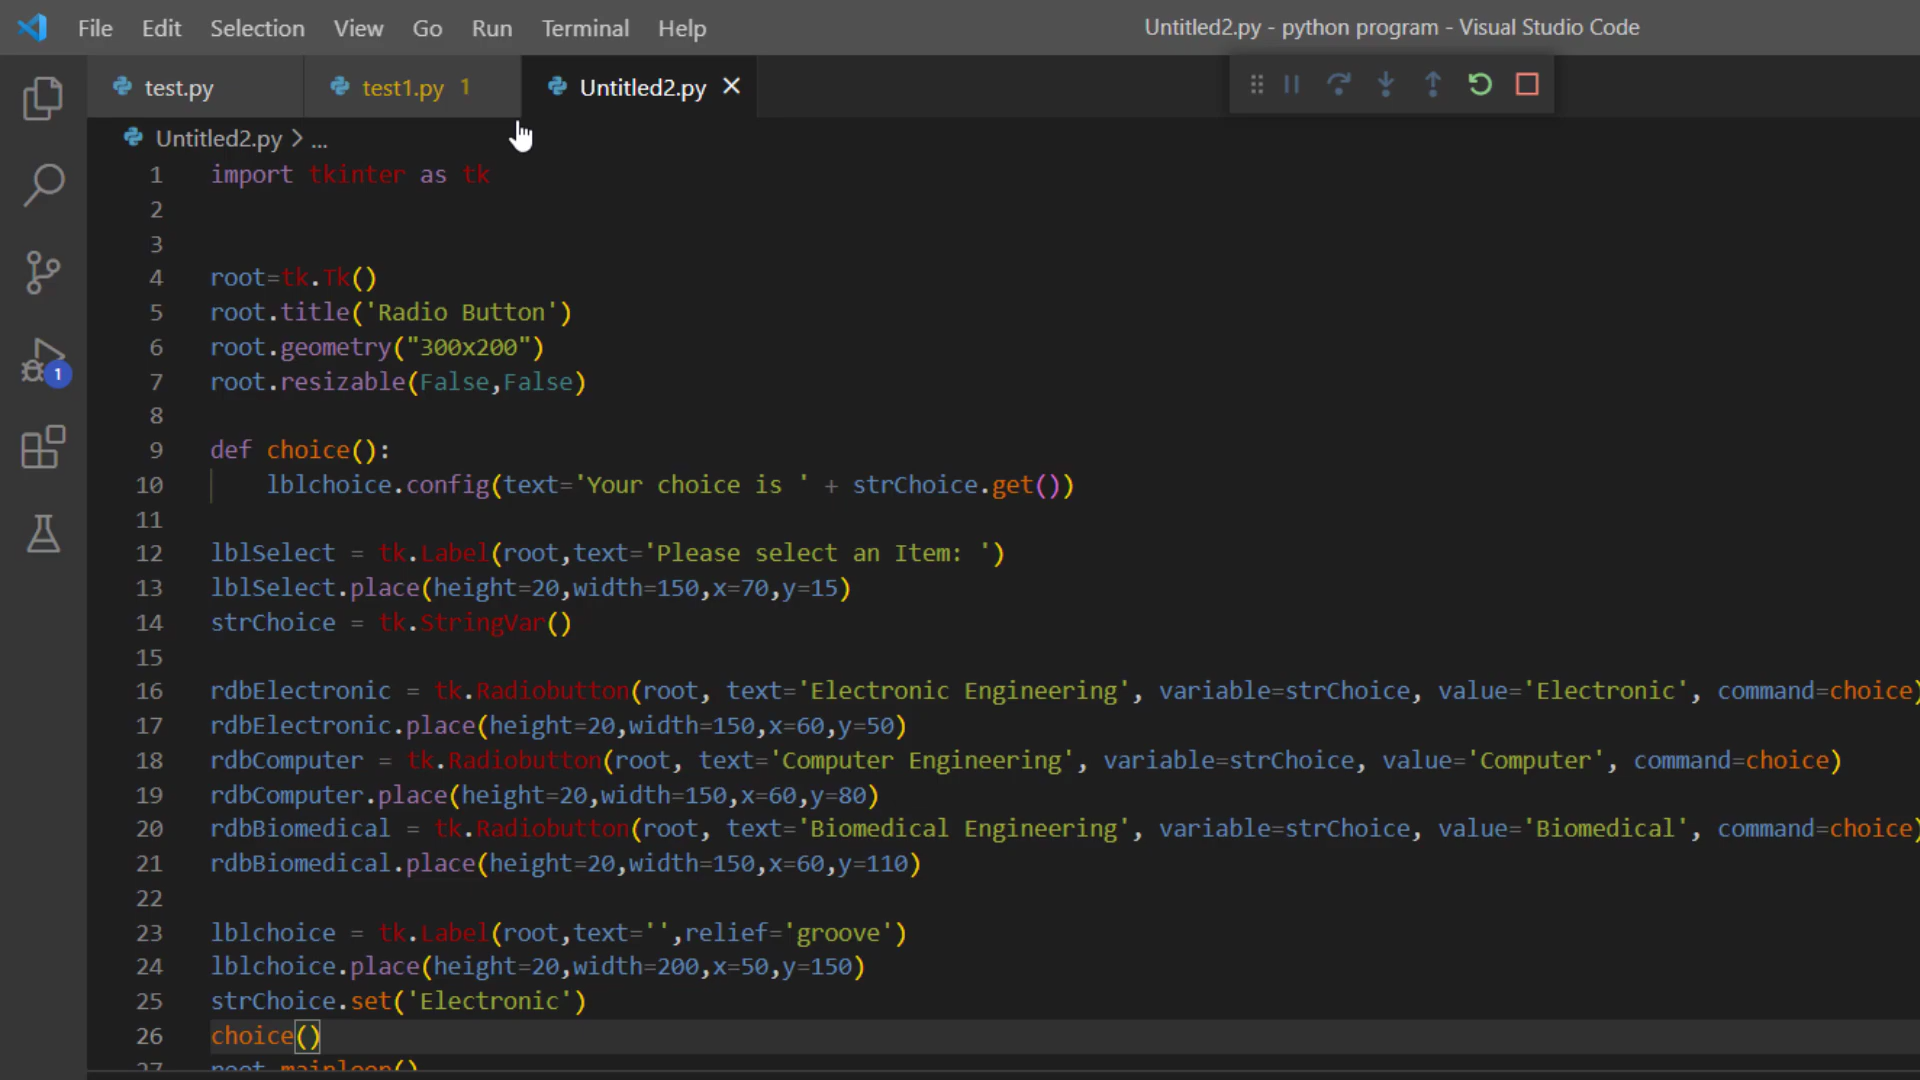 File Edit Selection View Go Run Terminal Help Untitled2.py - python program - Visual Studio Code
test.py test1.py 1 Untitled2.py
Untitled2.py > ...
1 import tkinter as tk
2
3
4 root=tk.Tk()
5 root.title('Radio Button')
6 root.geometry("300x200")
7 root.resizable(False,False)
8
9 def choice():
10 lblchoice.config(text='Your choice is ' + strChoice.get())
11
12 lblSelect = tk.Label(root,text='Please select an Item: ')
13 lblSelect.place(height=20,width=150,x=70,y=15)
14 strChoice = tk.StringVar()
15
16 rdbElectronic = tk.Radiobutton(root, text='Electronic Engineering', variable=strChoice, value='Electronic', command=choice)
17 rdbElectronic.place(height=20,width=150,x=60,y=50)
1
18 rdbComputer = tk.Radiobutton(root, text='Computer Engineering', variable=strChoice, value='Computer', command=choice)
19 rdbComputer.place(height=20,width=150,x=60,y=80)
20 rdbBiomedical = tk.Radiobutton(root, text='Biomedical Engineering', variable=strChoice, value='Biomedical', command=choice)
21 rdbBiomedical.place(height=20,width=150,x=60,y=110)
22
23 lblchoice = tk.Label(root,text='',relief='groove')
24 lblchoice.place(height=20,width=200,x=50,y=150)
25 strChoice.set('Electronic')
26 choice()
27 root.mainloop()